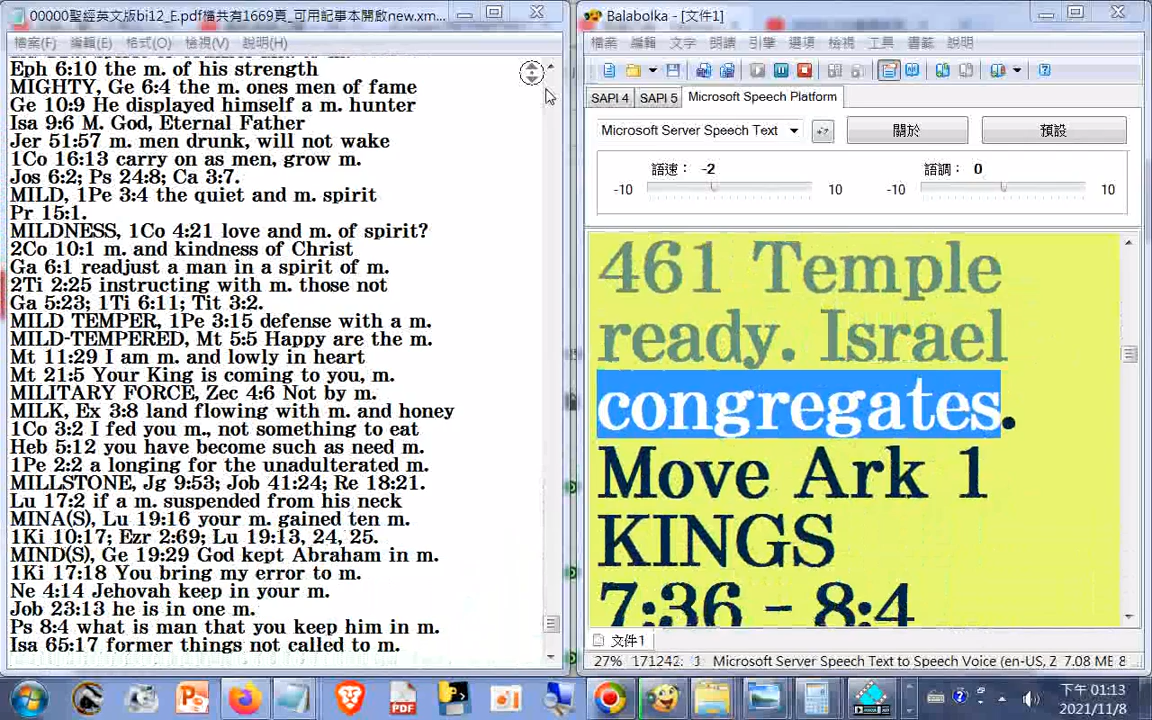 00000聖經英文版bi12_E.pdf檔共有1669頁_可用記事本開啟new.xm...
檔案(F) 編輯(E) 格式(O) 檢視(V) 說明(H)
Eph 6:10 the m. of his strength
MIGHTY, Ge 6:4 the m. ones men of fame
Ge 10:9 He displayed himself a m. hunter
Isa 9:6 M. God, Eternal Father
Jer 51:57 m. men drunk, will not wake
1Co 16:13 carry on as men, grow m.
Jos 6:2; Ps 24:8; Ca 3:7.
MILD, 1Pe 3:4 the quiet and m. spirit
Pr 15:1.
MILDNESS, 1Co 4:21 love and m. of spirit?
2Co 10:1 m. and kindness of Christ
Ga 6:1 readjust a man in a spirit of m.
2Ti 2:25 instructing with m. those not
Ga 5:23; 1Ti 6:11; Tit 3:2.
MILD TEMPER, 1Pe 3:15 defense with a m.
MILD-TEMPERED, Mt 5:5 Happy are the m.
Mt 11:29 I am m. and lowly in heart
Mt 21:5 Your King is coming to you, m.
MILITARY FORCE, Zec 4:6 Not by m.
MILK, Ex 3:8 land flowing with m. and honey
1Co 3:2 I fed you m., not something to eat
Heb 5:12 you have become such as need m.
1Pe 2:2 a longing for the unadulterated m.
MILLSTONE, Jg 9:53; Job 41:24; Re 18:21.
Lu 17:2 if a m. suspended from his neck
MINA(S), Lu 19:16 your m. gained ten m.
1Ki 10:17; Ezr 2:69; Lu 19:13, 24, 25.
MIND(S), Ge 19:29 God kept Abraham in m.
1Ki 17:18 You bring my error to m.
Ne 4:14 Jehovah keep in your m.
Job 23:13 he is in one m.
Ps 8:4 what is man that you keep him in m.
Isa 65:17 former things not called to m.
Balabolka - [文件1]
檔案 編輯 文字 朗讀 引擎 選項 檢視 工具 書籤 說明
SAPI 4 SAPI 5 Microsoft Speech Platform
Microsoft Server Speech Text 關於 預設
語速： -2 語調： 0
-10 10 -10 10
461 Temple
ready. Israel
congregates.
Move Ark 1
KINGS
7:36 - 8:4
文件1
27% 171242: 1 Microsoft Server Speech Text to Speech Voice (en-US, Z 7.08 MB 8
PDF
下午 01:13
2021/11/8